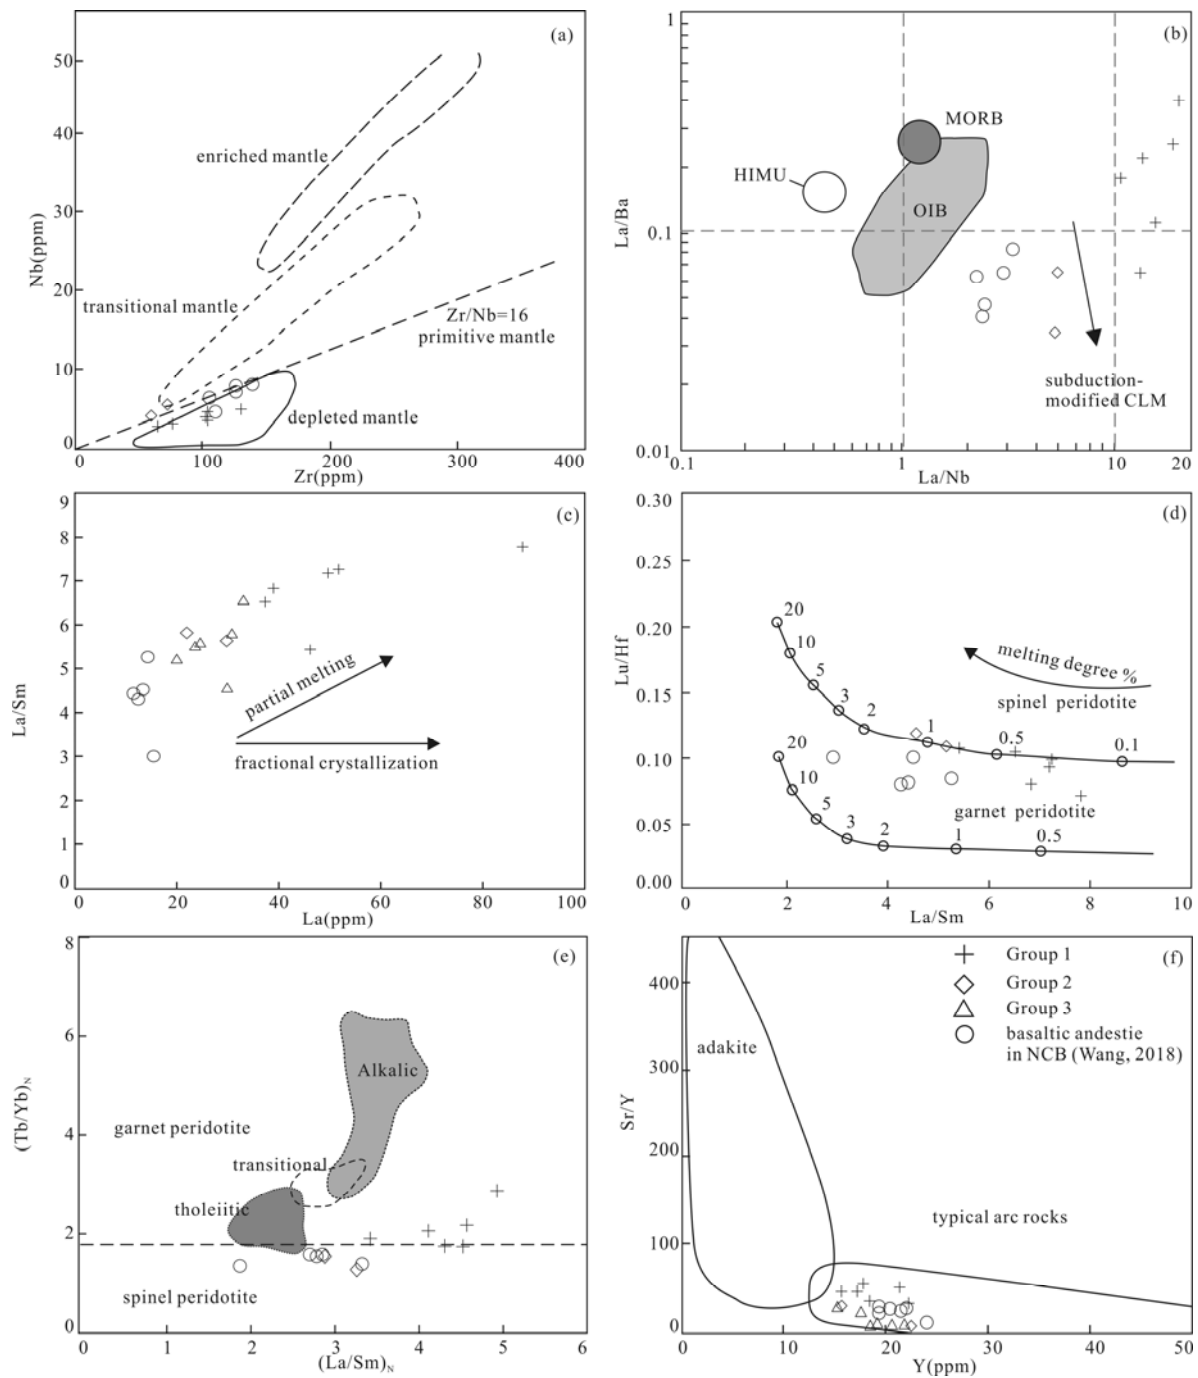 (a)
50
40
30
20
10
0
Nb(ppm)
enriched mantle
transitional mantle
Zr/Nb=16
primitive mantle
depleted mantle
0
100
200
300
400
Zr(ppm)
(b)
1
0.1
0.01
La/Ba
MORB
HIMU
OIB
subduction-
modified CLM
0.1
1
10
20
La/Nb
(c)
9
8
7
6
5
4
3
2
1
0
La/Sm
partial melting
fractional crystallization
0
20
40
60
80
100
La(ppm)
(d)
0.30
0.25
0.20
0.15
0.10
0.05
0.00
Lu/Hf
20
10
5
3
2
1
0.5
0.1
melting degree %
spinel peridotite
20
10
5
3
2
1
0.5
garnet peridotite
0
2
4
6
8
10
La/Sm
(e)
8
6
4
2
0
(Tb/Yb)N
Alkalic
garnet peridotite
transitional
tholeiitic
spinel peridotite
0
1
2
3
4
5
6
(La/Sm)N
(f)
400
300
200
100
0
Sr/Y
Group 1
Group 2
Group 3
basaltic andestie
in NCB (Wang, 2018)
adakite
typical arc rocks
0
10
20
30
40
50
Y(ppm)